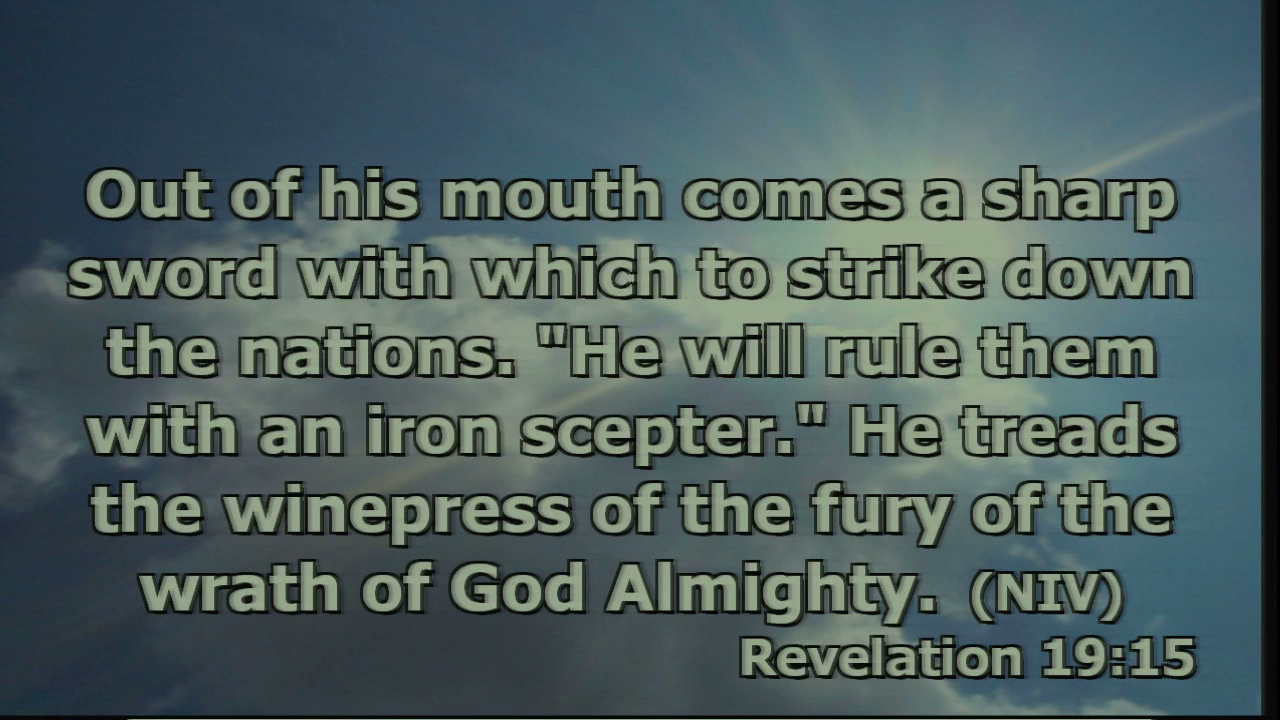 Out of his mouth comes a sharp
sword with which to strike down
the nations. "He will rule them
with an iron scepter." He treads
the winepress of the fury of the
wrath of God Almighty. (NIV)
Revelation 19:15